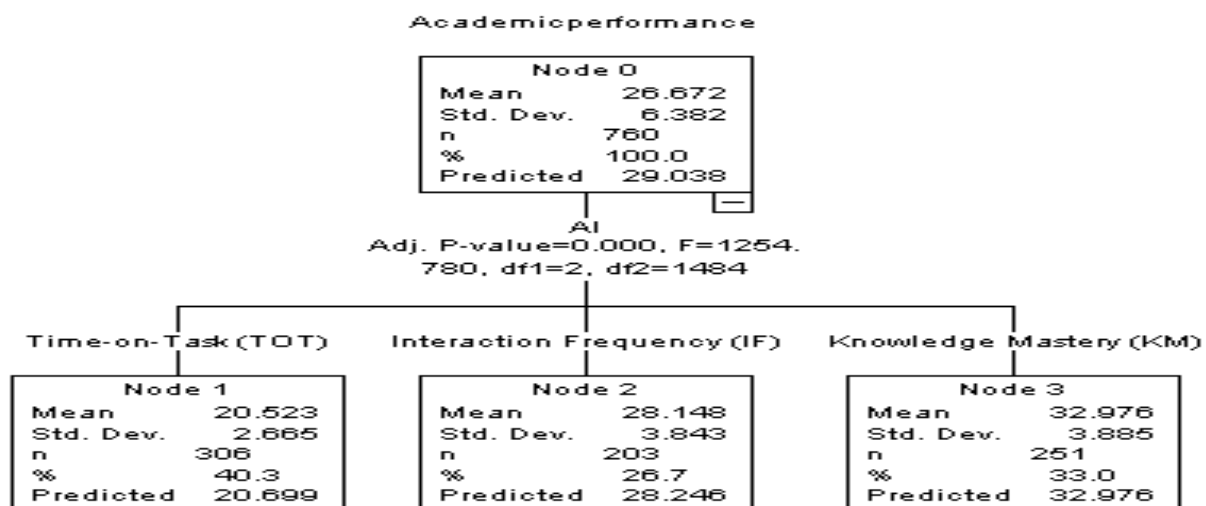 Academicperformance
Node 0
Mean 26.672
Std. Dev. 6.382
n 760
% 100.0
Predicted 29.038
AI
Adj. P-value=0.000, F=1254.
780, df1=2, df2=1484
Time-on-Task (TOT) Interaction Frequency (IF) Knowledge Mastery (KM)
Node 1 Node 2 Node 3
Mean 20.523 Mean 28.148 Mean 32.976
Std. Dev. 2.665 Std. Dev. 3.843 Std. Dev. 3.885
n 306 n 203 n 251
% 40.3 % 26.7 % 33.0
Predicted 20.699 Predicted 28.246 Predicted 32.976